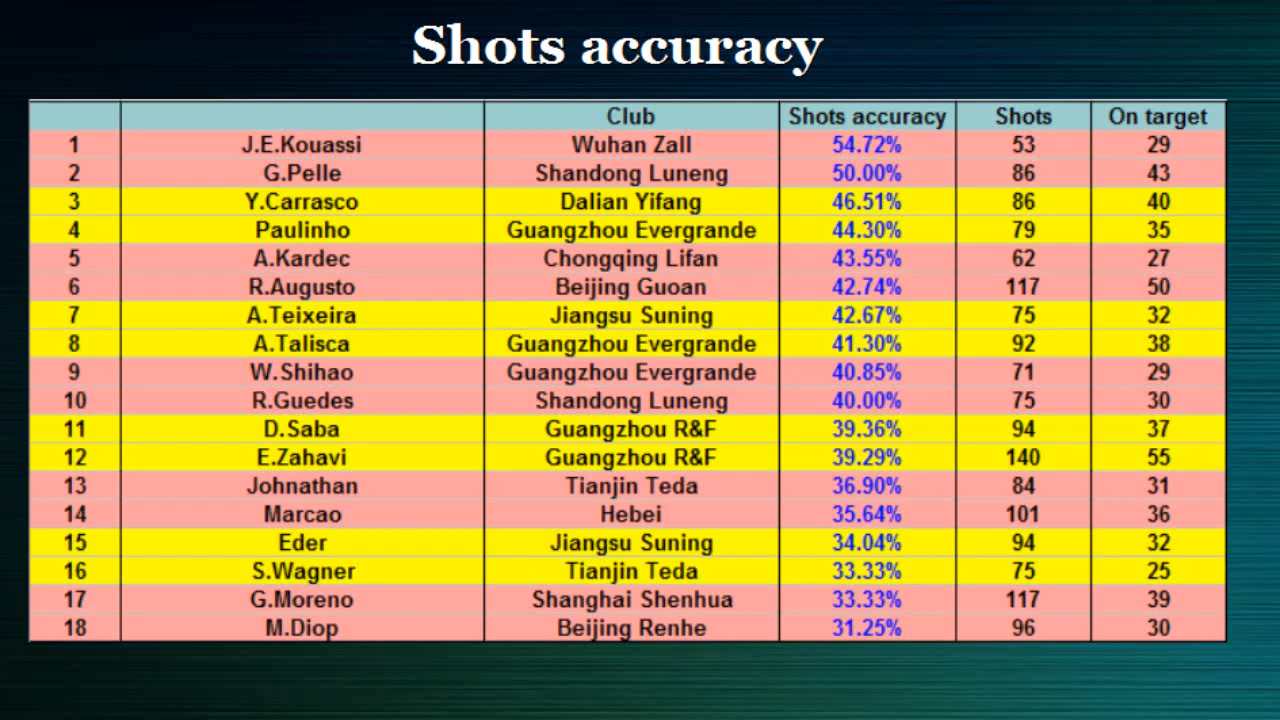 Shots accuracy
Club Shots accuracy Shots On target
1 J.E.Kouassi Wuhan Zall 54.72% 53 29
2 G.Pelle Shandong Luneng 50.00% 86 43
3 Y.Carrasco Dalian Yifang 46.51% 86 40
4 Paulinho Guangzhou Evergrande 44.30% 79 35
5 A.Kardec Chongqing Lifan 43.55% 62 27
6 R.Augusto Beijing Guoan 42.74% 117 50
7 A.Teixeira Jiangsu Suning 42.67% 75 32
8 A.Talisca Guangzhou Evergrande 41.30% 92 38
9 W.Shihao Guangzhou Evergrande 40.85% 71 29
10 R.Guedes Shandong Luneng 40.00% 75 30
11 D.Saba Guangzhou R&F 39.36% 94 37
12 E.Zahavi Guangzhou R&F 39.29% 140 55
13 Johnathan Tianjin Teda 36.90% 84 31
14 Marcao Hebei 35.64% 101 36
15 Eder Jiangsu Suning 34.04% 94 32
16 S.Wagner Tianjin Teda 33.33% 75 25
17 G.Moreno Shanghai Shenhua 33.33% 117 39
18 M.Diop Beijing Renhe 31.25% 96 30